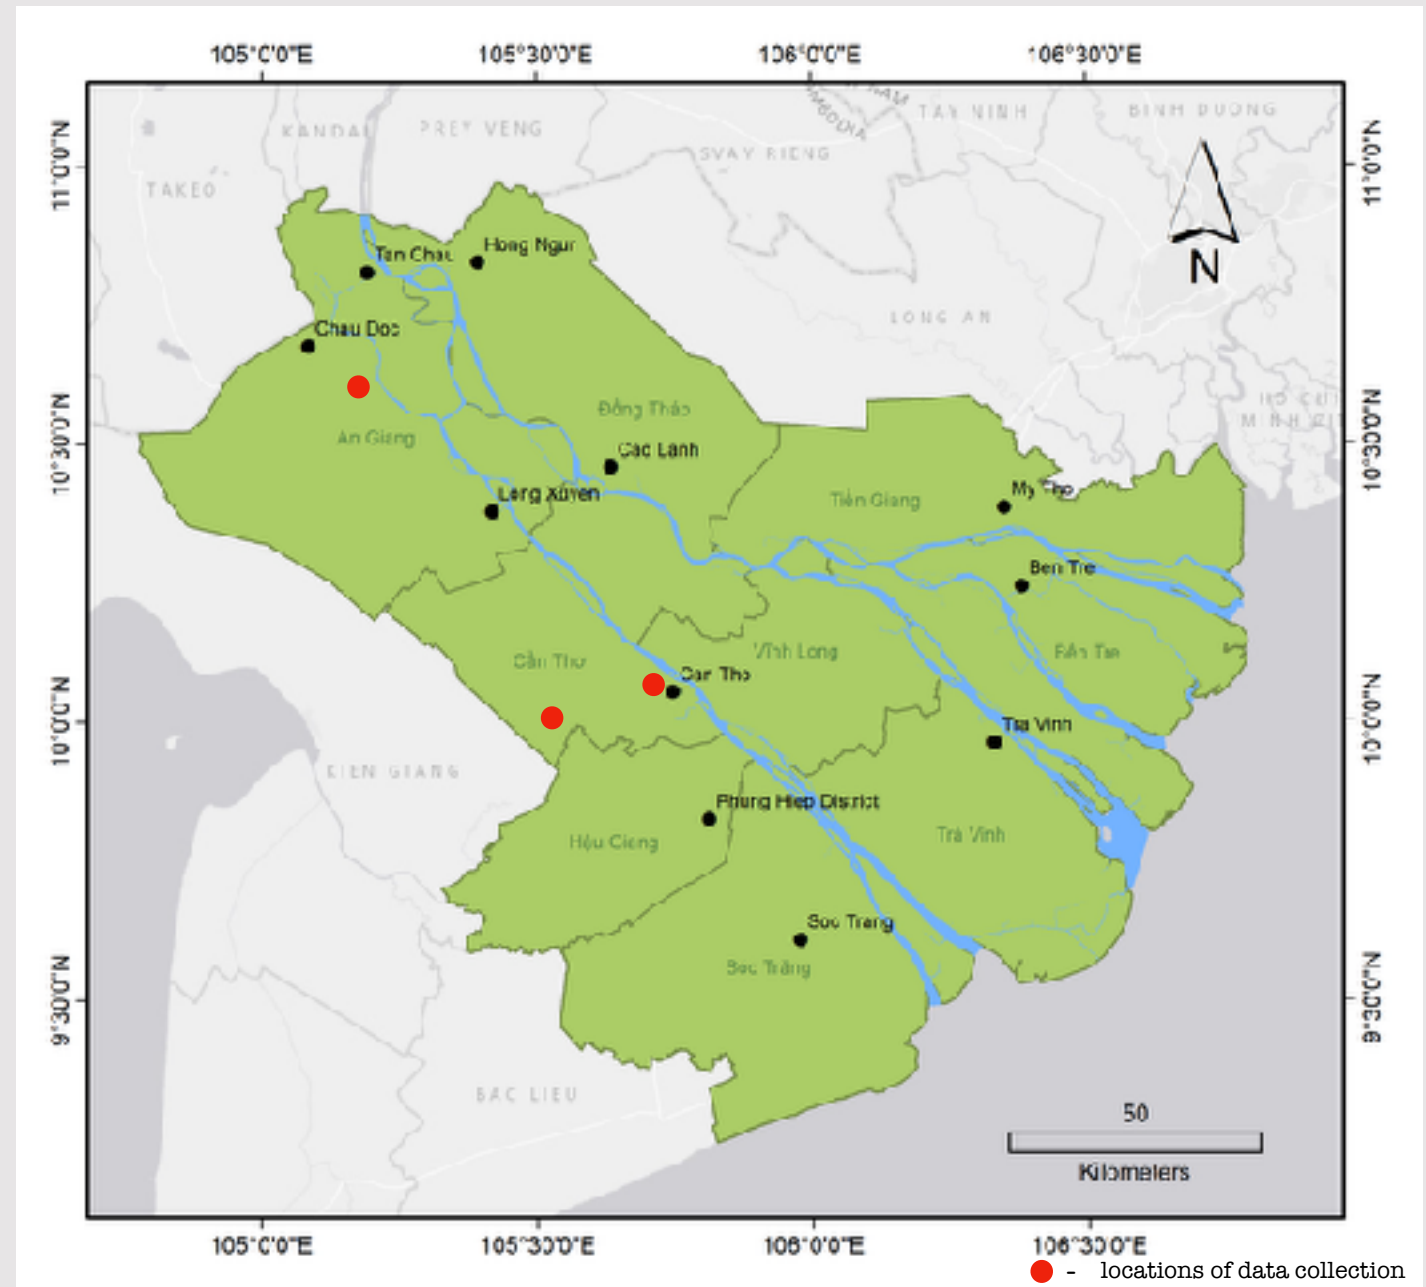 105°0'0"E 105°30'0"E 106°0'0"E 106°30'0"E
KANDAL PREY VENG TAY NINH BINH DUONG
SVAY RIENG
TAKEO
11°0'0"N 11°0'0"N
N
Tan Chau Hong Ngur
LONG AN
Chau Doc
Đồng Tháp
An Giang
10°30'0"N 10°30'0"N
Cao Lanh
Long Xuyen
Tiền Giang
My Tho
Ben Tre
Cần Thơ
Vĩnh Long
Bến Tre
Can Tho
10°0'0"N 10°0'0"N
Tra Vinh
KIEN GIANG
Phung Hiep District
Hậu Giang
Trà Vinh
Soc Trang
Sóc Trăng
9°30'0"N 9°30'0"N
BAC LIEU
50
Kilometers
105°0'0"E 105°30'0"E 106°0'0"E 106°30'0"E
- locations of data collection